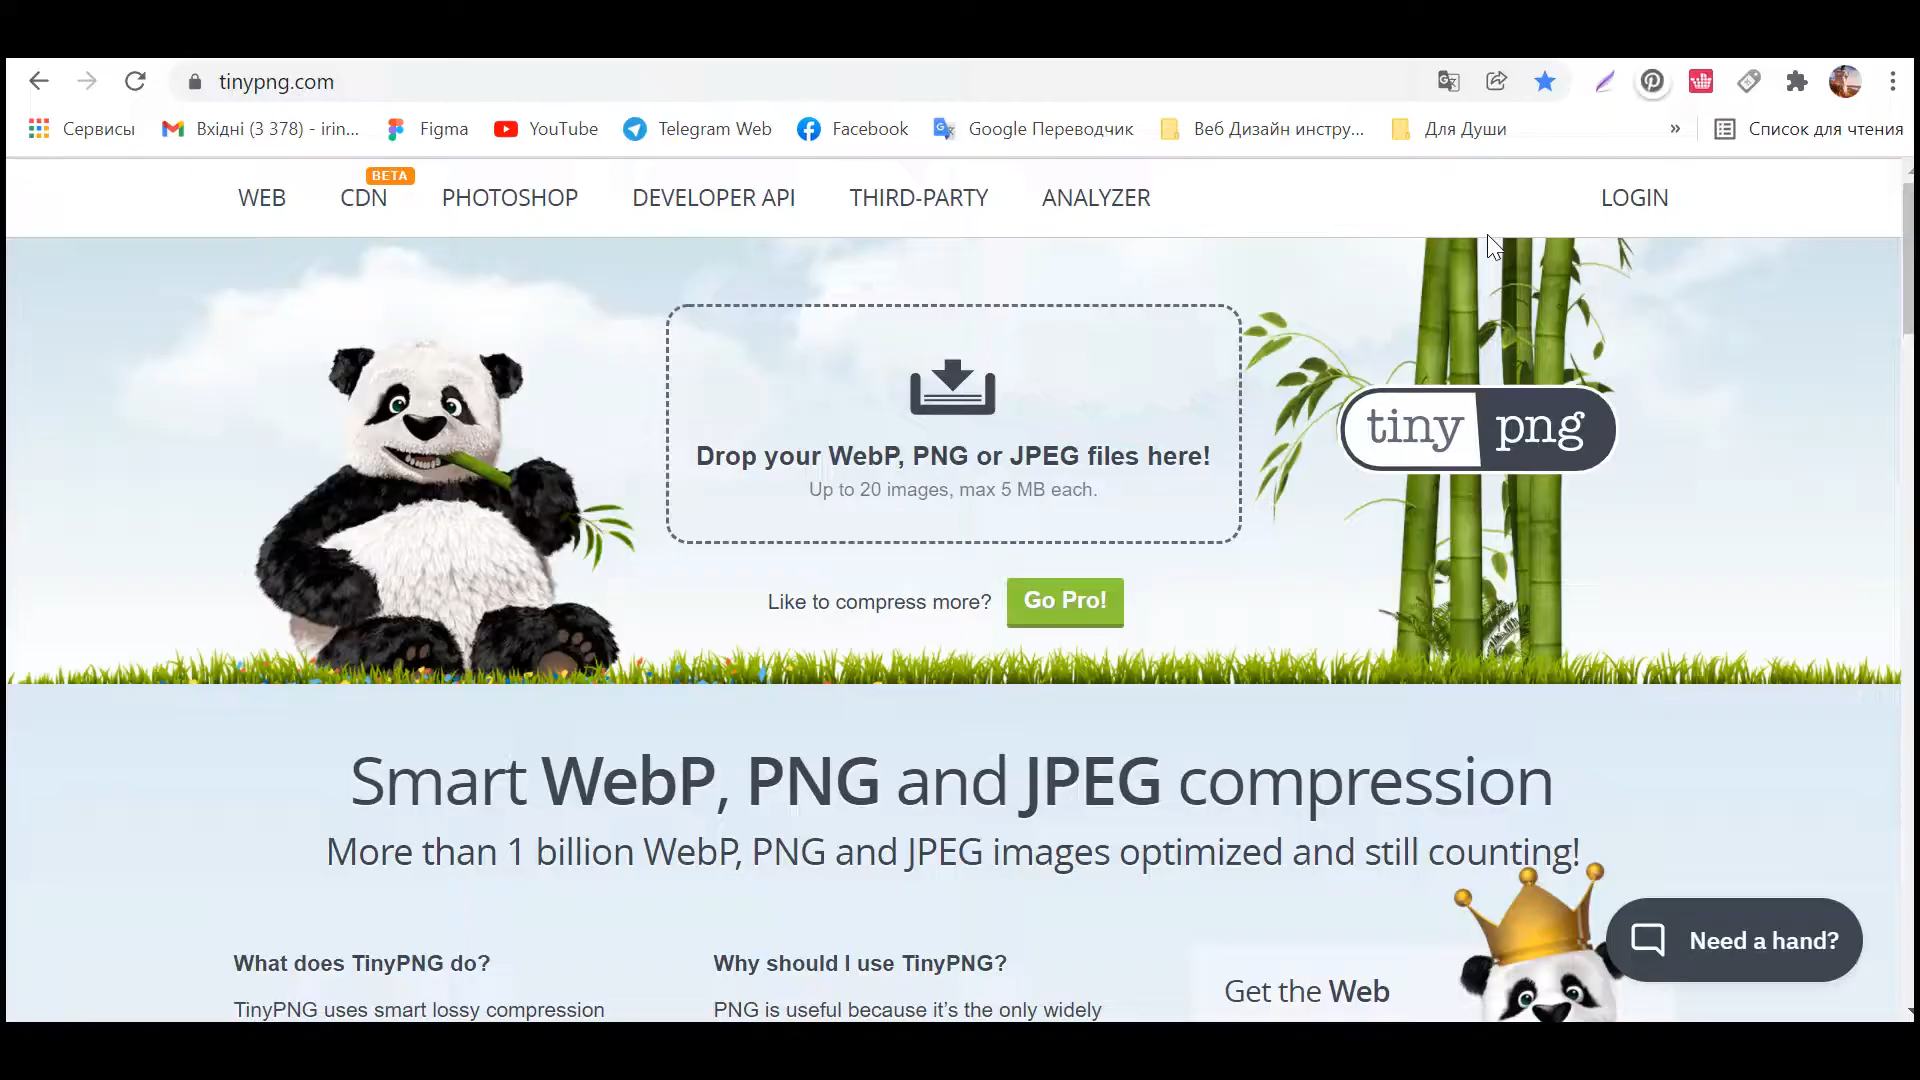 tinypng.com
Сервисы Вхідні (3 378) - irin... Figma YouTube Telegram Web Facebook Google Переводчик Веб Дизайн инстру... Для Души » Список для чтения
BETA
WEB CDN PHOTOSHOP DEVELOPER API THIRD-PARTY ANALYZER LOGIN
tiny png
Drop your WebP, PNG or JPEG files here!
Up to 20 images, max 5 MB each.
Like to compress more? Go Pro!
Smart WebP, PNG and JPEG compression
More than 1 billion WebP, PNG and JPEG images optimized and still counting!
Need a hand?
What does TinyPNG do?
TinyPNG uses smart lossy compression
Why should I use TinyPNG?
PNG is useful because it’s the only widely
Get the Web